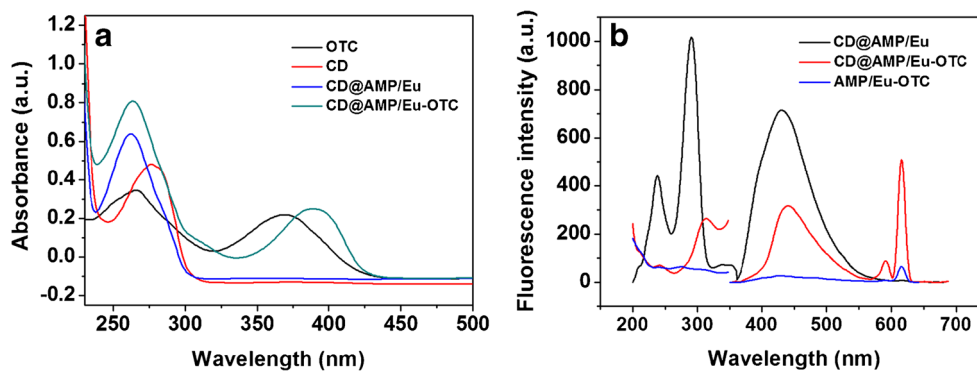 a
OTC
CD
CD@AMP/Eu
CD@AMP/Eu-OTC
Absorbance (a.u.)
1.2
1.0
0.8
0.6
0.4
0.2
0.0
-0.2
250 300 350 400 450 500
Wavelength (nm)
b
CD@AMP/Eu
CD@AMP/Eu-OTC
AMP/Eu-OTC
Fluorescence intensity (a.u.)
1000
800
600
400
200
0
200 300 400 500 600 700
Wavelength (nm)